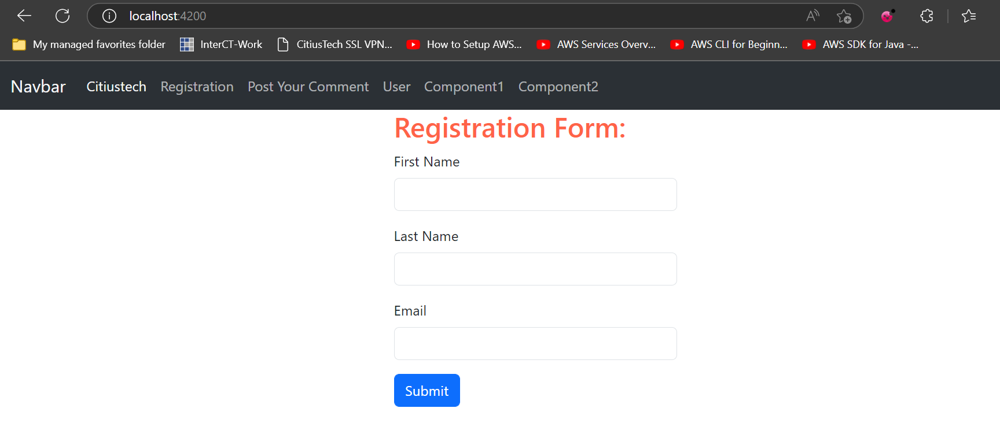 localhost:4200
My managed favorites folder InterCT-Work CitiusTech SSL VPN... How to Setup AWS... AWS Services Overv... AWS CLI for Beginn... AWS SDK for Java -...
Navbar Citiustech Registration Post Your Comment User Component1 Component2
Registration Form:
First Name
Last Name
Email
Submit